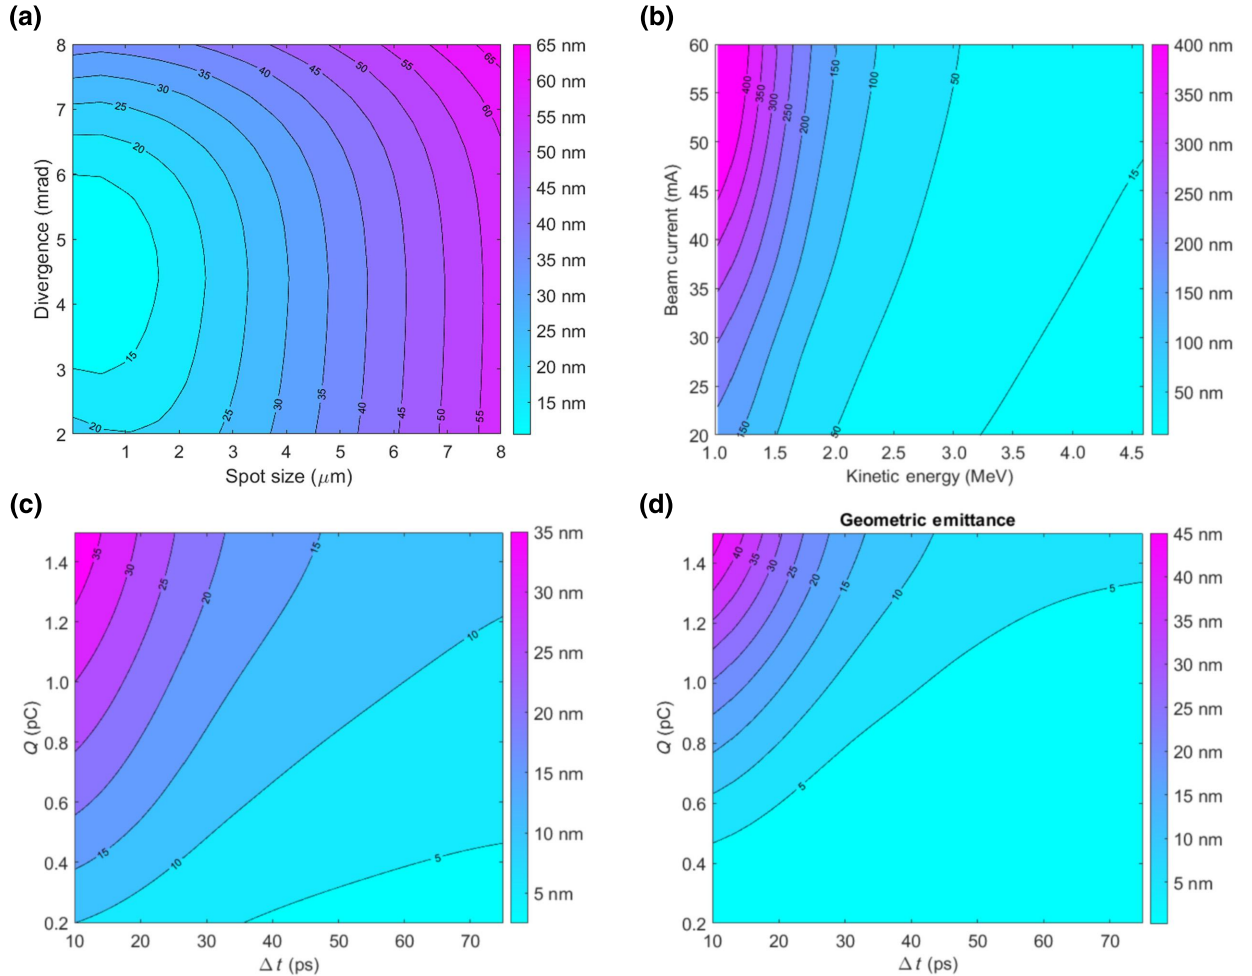 (a)
8
7
6
5
4
3
2
Divergence (mrad)
1 2 3 4 5 6 7 8
Spot size (μm)
35 40 45 50 55 65
30
25 60
20
15
20 25 30 35 40 45 50 55
65 nm
60 nm
55 nm
50 nm
45 nm
40 nm
35 nm
30 nm
25 nm
20 nm
15 nm
(b)
60
55
50
45
40
35
30
25
20
Beam current (mA)
1.0 1.5 2.0 2.5 3.0 3.5 4.0 4.5
Kinetic energy (MeV)
400 350 300 250 200 150 100 50
15
150 50
400 nm
350 nm
300 nm
250 nm
200 nm
150 nm
100 nm
50 nm
(c)
1.4
1.2
1.0
0.8
0.6
0.4
0.2
Q (pC)
10 20 30 40 50 60 70
Δt (ps)
35 30 25 20 15
10
15 10 5
35 nm
30 nm
25 nm
20 nm
15 nm
10 nm
5 nm
(d)
Geometric emittance
1.4
1.2
1.0
0.8
0.6
0.4
0.2
Q (pC)
10 20 30 40 50 60 70
Δt (ps)
40 35 30 25 20 15 10 5
5
45 nm
40 nm
35 nm
30 nm
25 nm
20 nm
15 nm
10 nm
5 nm